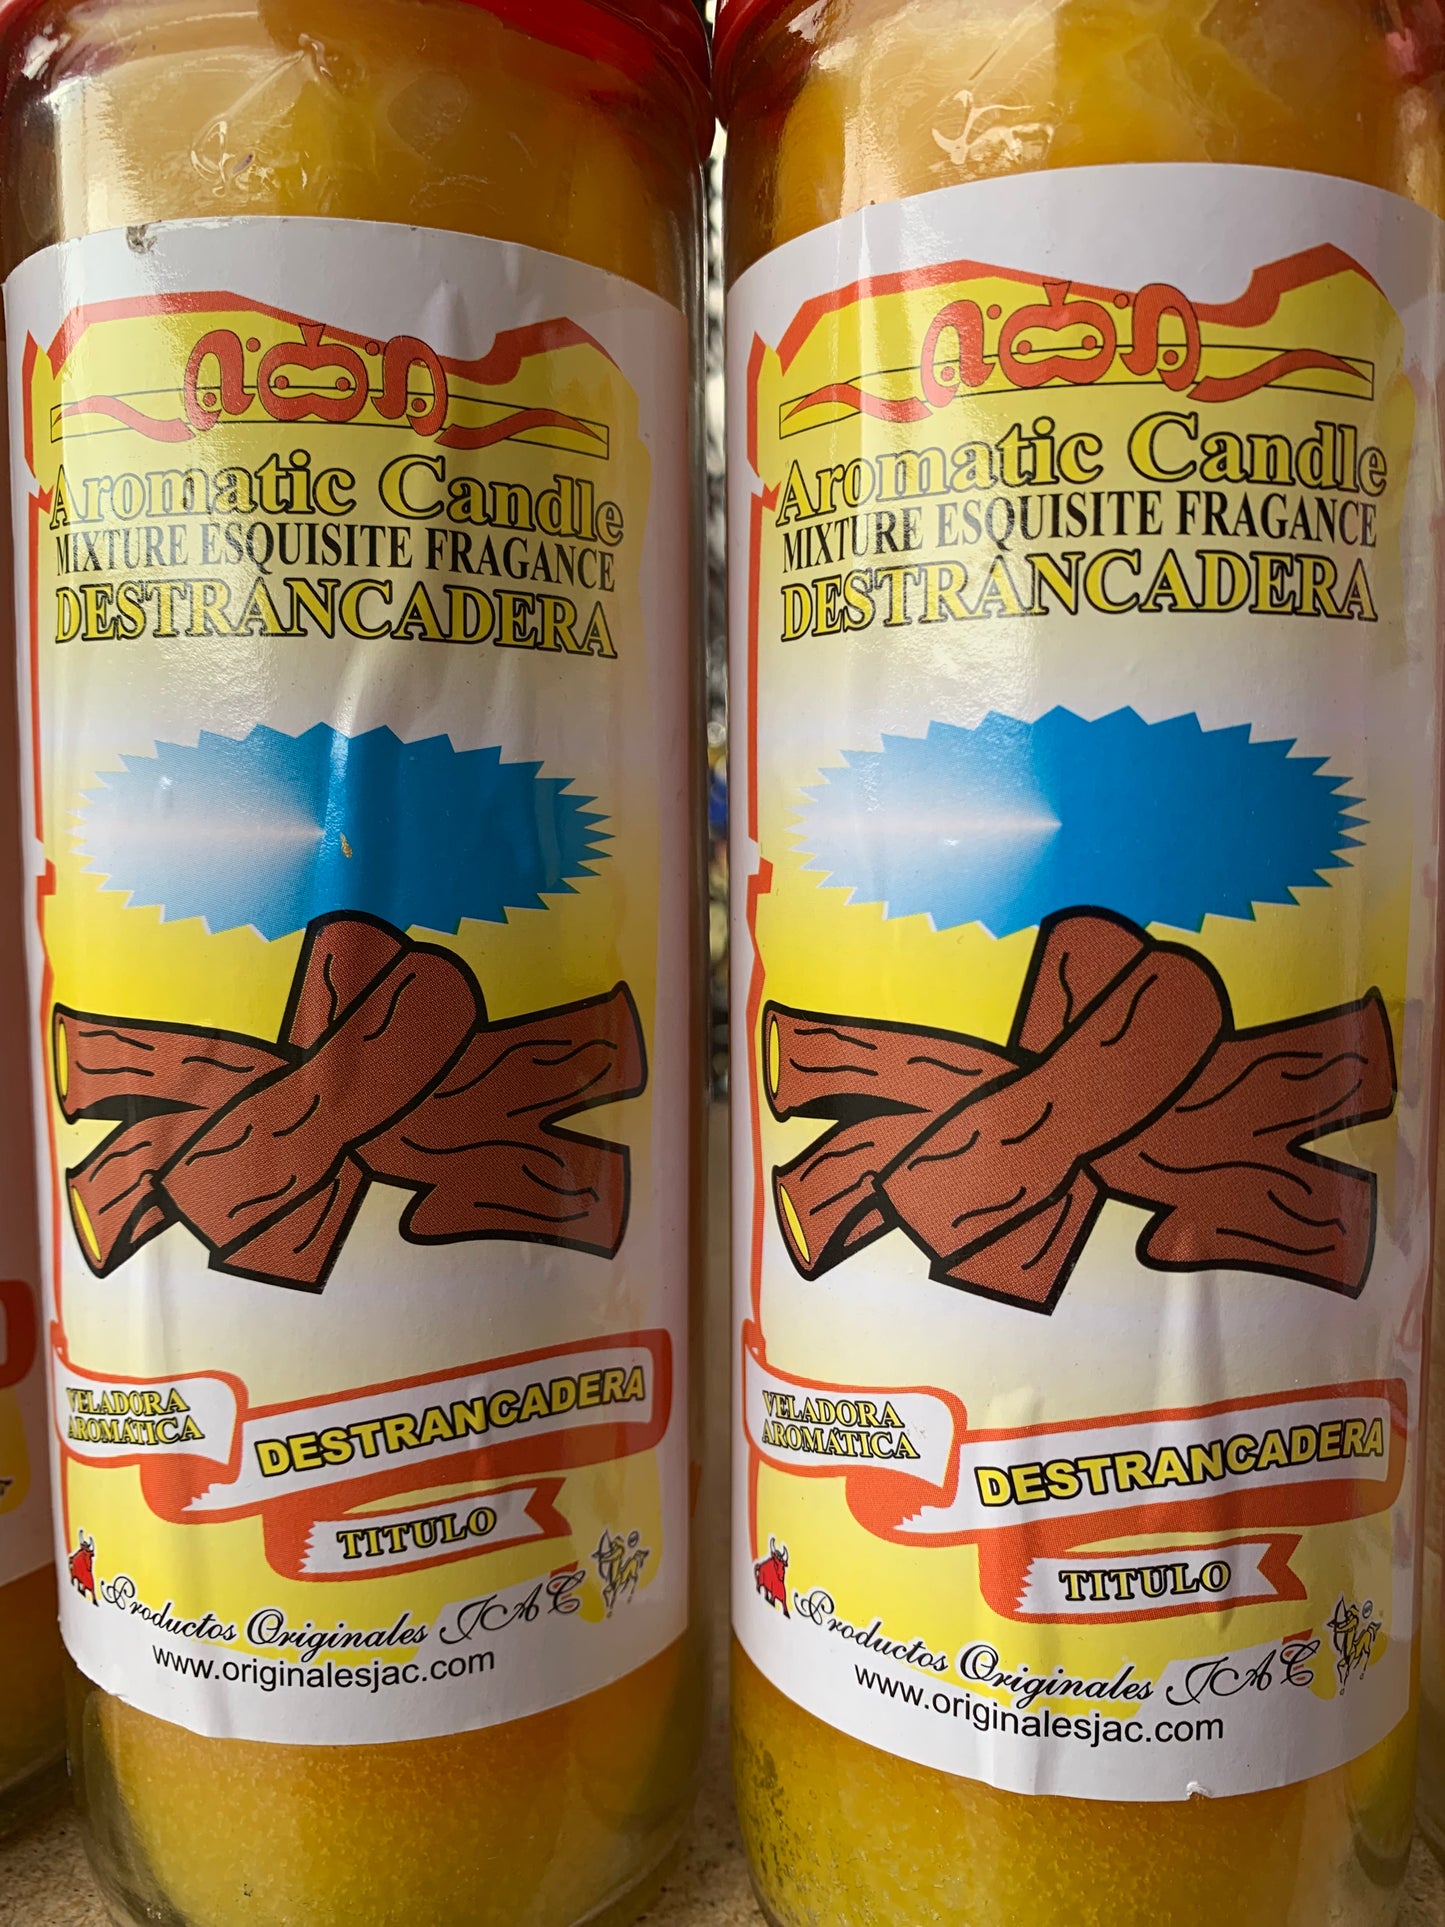 Aromatic Candle
MIXTURE ESQUISITE FRAGANCE
DESTRANCADERA
VELADORA
AROMÁTICA
DESTRANCADERA
TITULO
Productos Originales JAC
www.originalesjac.com
Aromatic Candle
MIXTURE ESQUISITE FRAGANCE
DESTRANCADERA
VELADORA
AROMÁTICA
DESTRANCADERA
TITULO
Productos Originales JAC
www.originalesjac.com